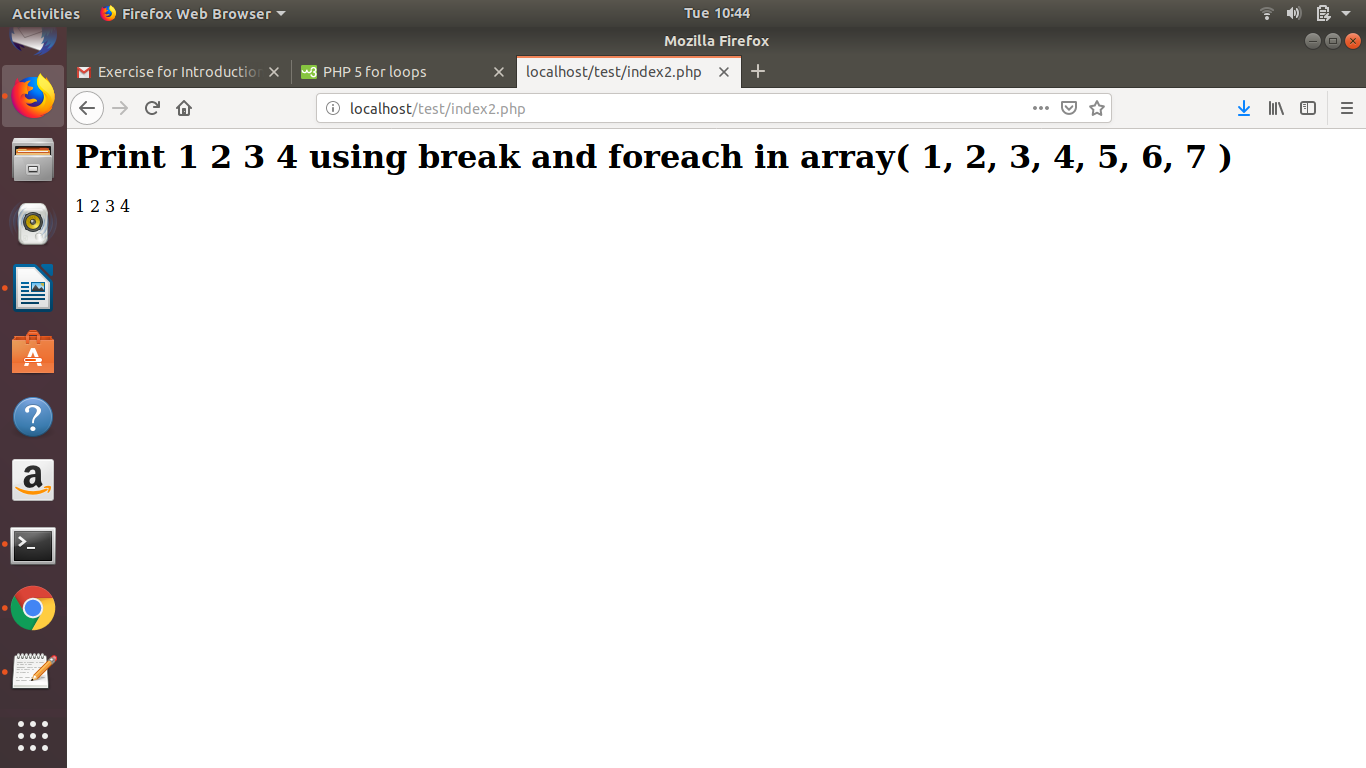 Activities Firefox Web Browser Tue 10:44
Mozilla Firefox
Exercise for Introduction PHP 5 for loops localhost/test/index2.php
localhost/test/index2.php
Print 1 2 3 4 using break and foreach in array( 1, 2, 3, 4, 5, 6, 7 )
1 2 3 4